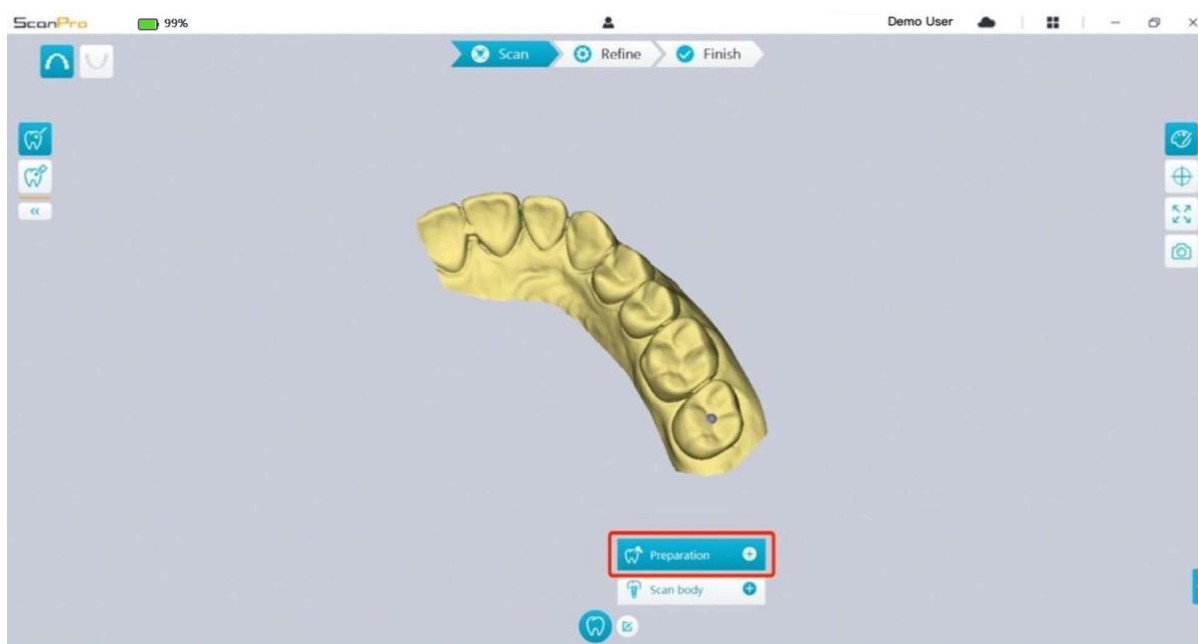 ScanPro 99% Demo User
Scan Refine Finish
Preparation
Scan body